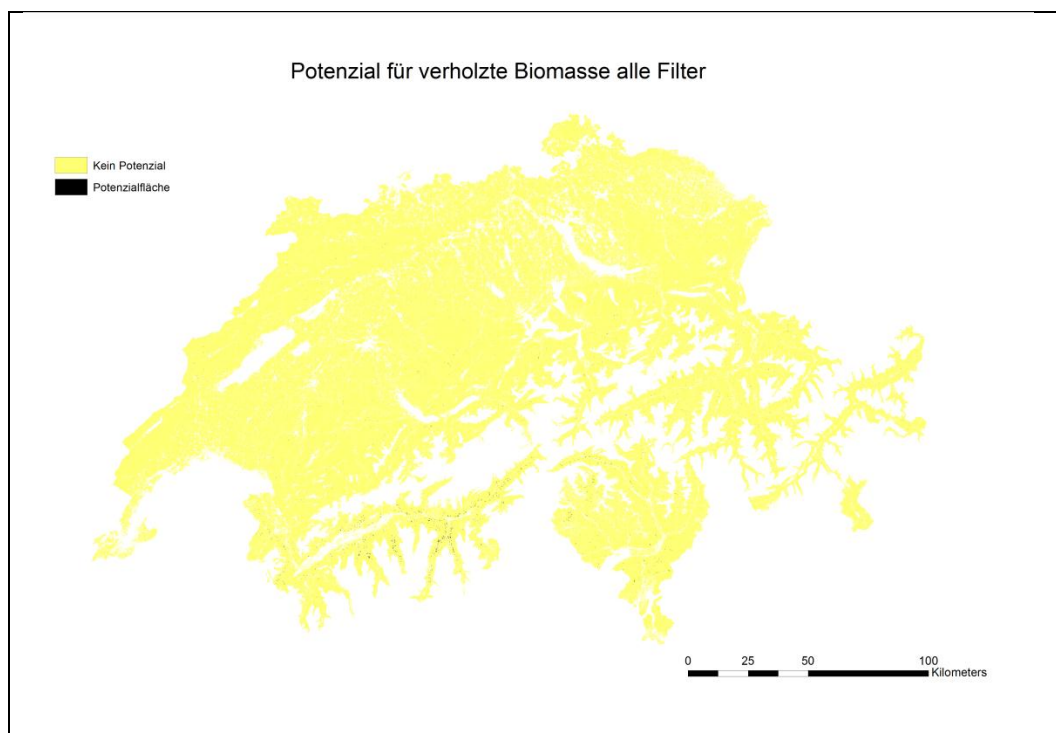 Potenzial für verholzte Biomasse alle Filter
Kein Potenzial
Potenzialfläche
0 25 50 100
Kilometers